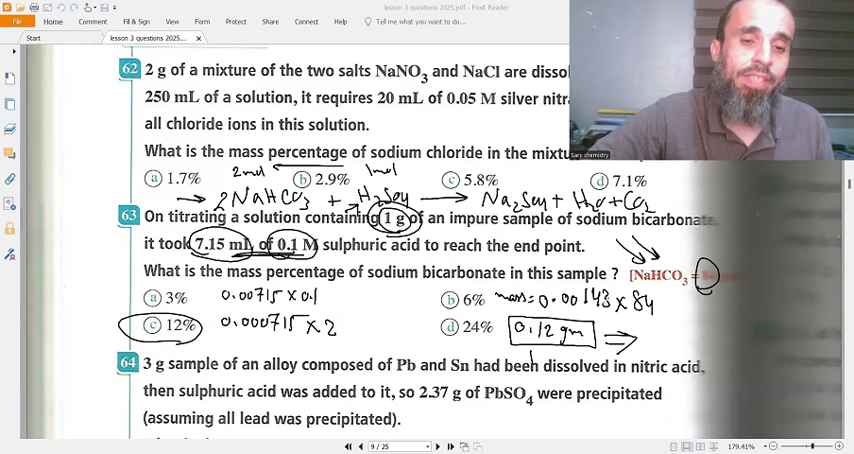 lesson 3 questions 2025.pdf - Foxit Reader
File Home Comment Fill & Sign View Form Protect Share Connect Help Tell me what you want to do...
Start lesson 3 questions 2025.pdf ×
62 2 g of a mixture of the two salts NaNO3 and NaCl are
250 mL of a solution, it requires 20 mL of 0.05 M silver
all chloride ions in this solution.
What is the mass percentage of sodium chloride in the
2mol 1mol
a 1.7% b 2.9% c 5.8% d 7.1%
→ 2NaHCO3 + H2SO4 → Na2SO4 + H2O + CO2
63 On titrating a solution containing 1 g of an impure sample of sodium bicarbonate,
it took 7.15 mL of 0.1 M sulphuric acid to reach the end point.
What is the mass percentage of sodium bicarbonate in this sample ? [NaHCO3 =
a 3% 0.00715 x 0.1 b 6% mass = 0.00143 x 84
c 12% 0.000715 x 2 d 24% 0.12 gm ⇒
64 3 g sample of an alloy composed of Pb and Sn had been dissolved in nitric acid,
then sulphuric acid was added to it, so 2.37 g of PbSO4 were precipitated
(assuming all lead was precipitated).
sary chamistry
9 / 25 179.41%